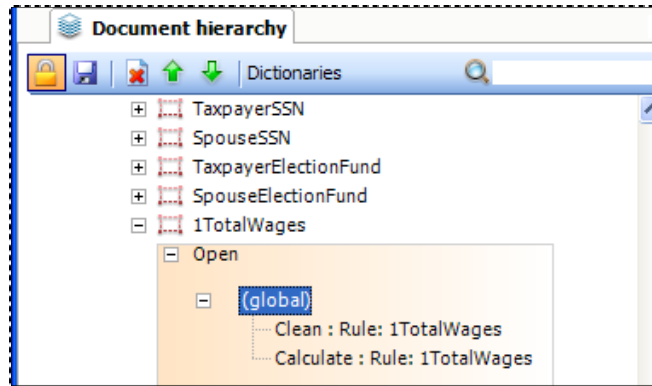 Document hierarchy
Dictionaries
TaxpayerSSN
SpouseSSN
TaxpayerElectionFund
SpouseElectionFund
1TotalWages
Open
(global)
Clean : Rule: 1TotalWages
Calculate : Rule: 1TotalWages